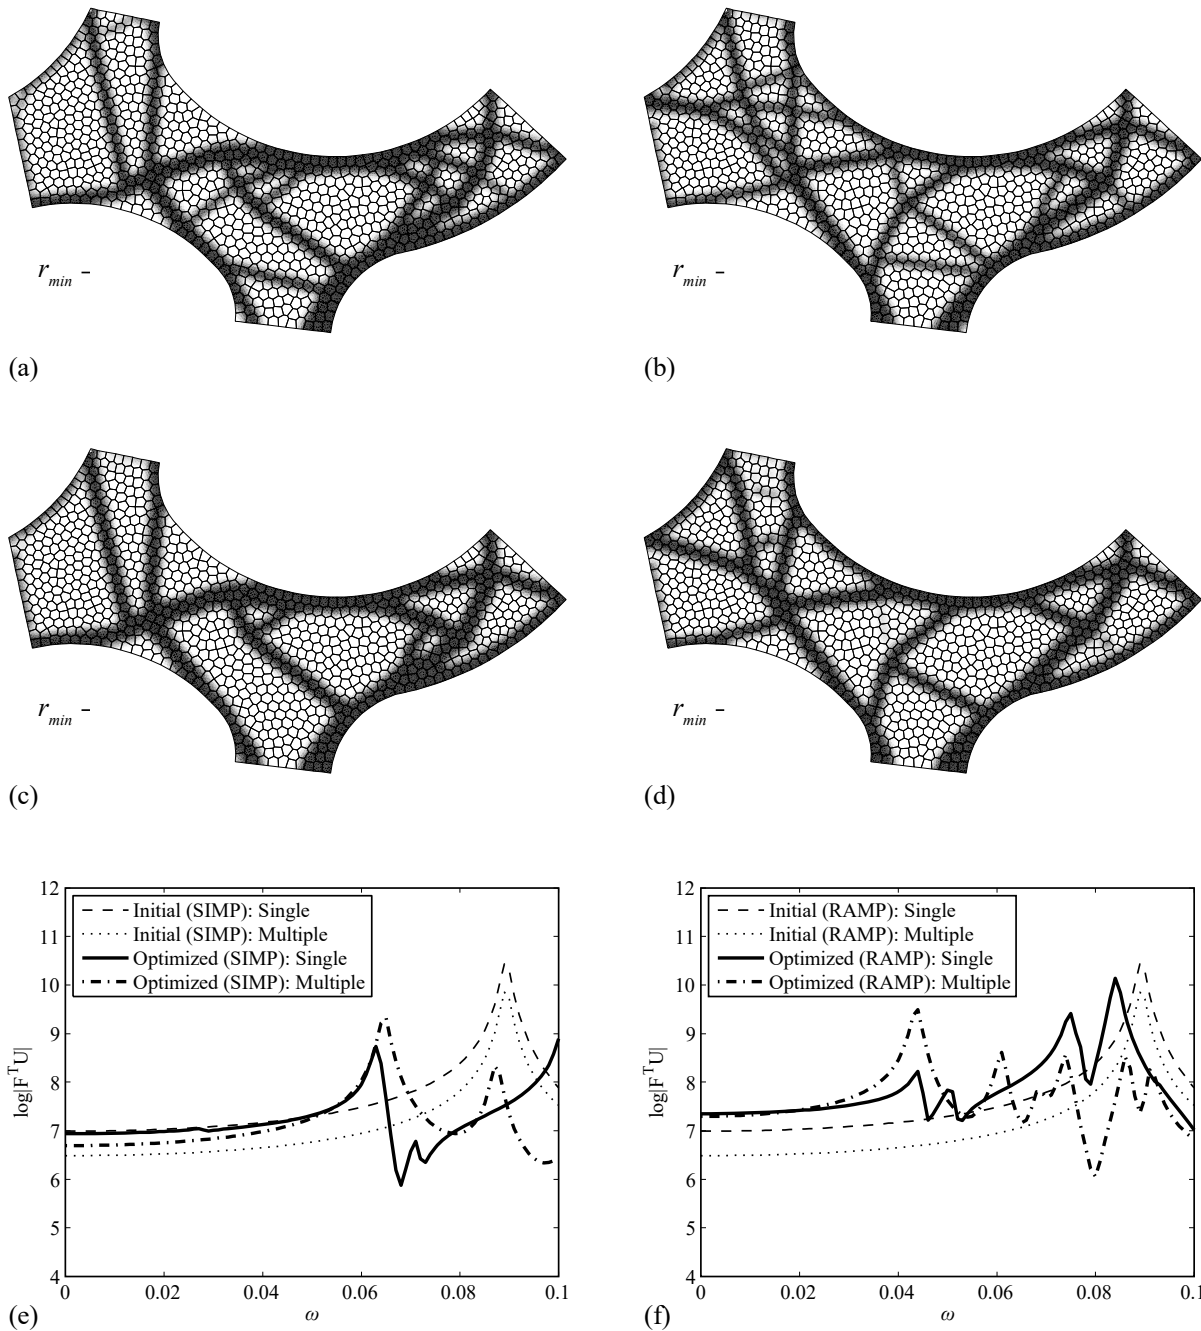 r_min
r_min
(a)
(b)
r_min
r_min
(c)
(d)
12
11
10
9
8
7
6
5
4
log|F^T U|
Initial (SIMP): Single
Initial (SIMP): Multiple
Optimized (SIMP): Single
Optimized (SIMP): Multiple
0 0.02 0.04 0.06 0.08 0.1
ω
(e)
12
11
10
9
8
7
6
5
4
log|F^T U|
Initial (RAMP): Single
Initial (RAMP): Multiple
Optimized (RAMP): Single
Optimized (RAMP): Multiple
0 0.02 0.04 0.06 0.08 0.1
ω
(f)